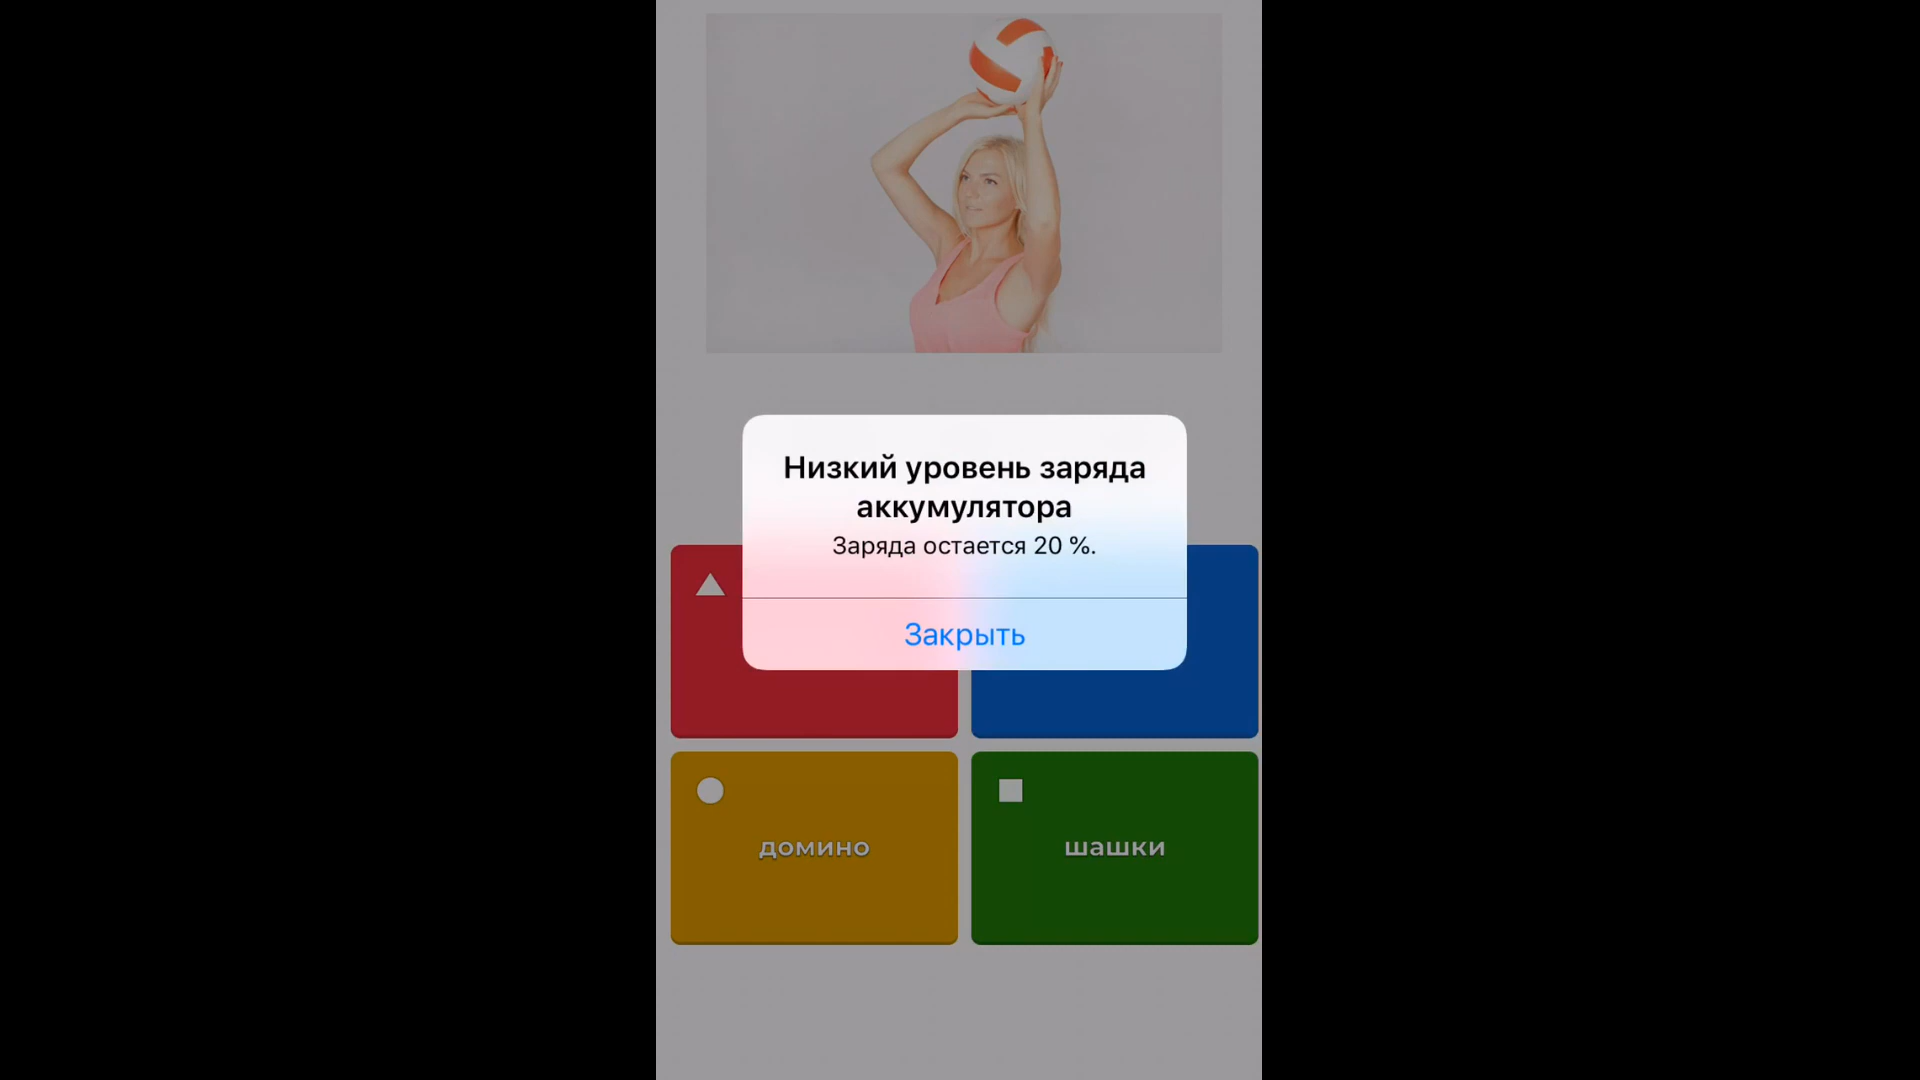 Низкий уровень заряда
аккумулятора
Заряда остается 20 %.
Закрыть
домино
шашки